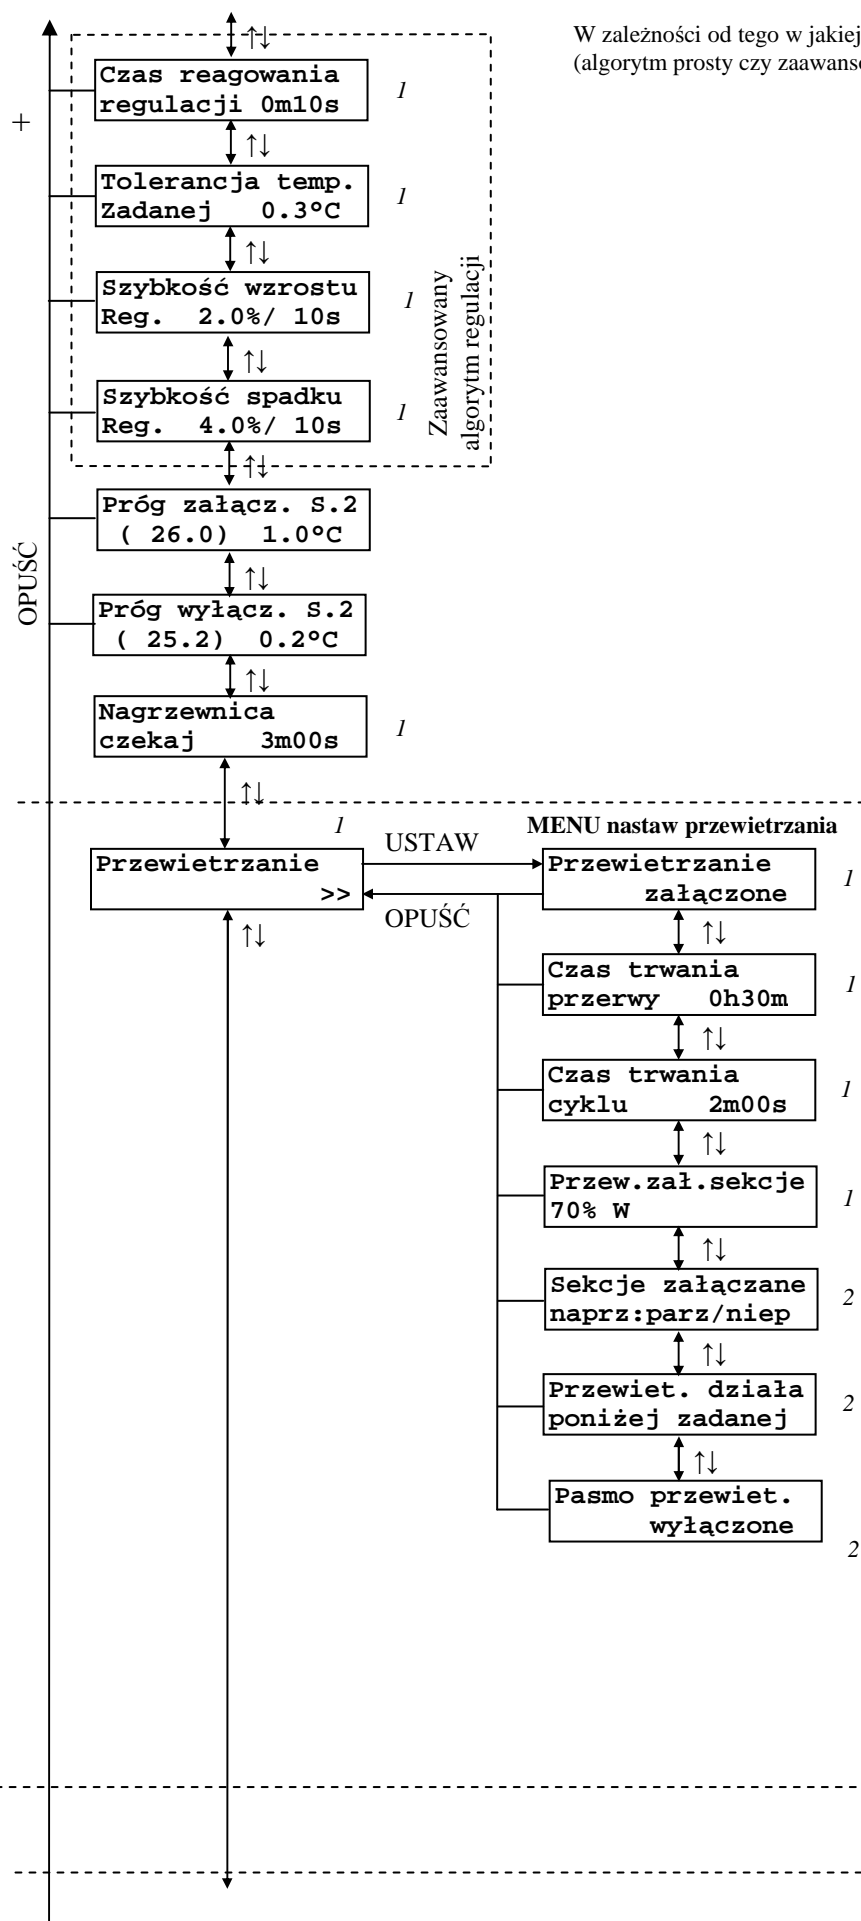 ↑↓
W zależności od tego w jakiej
(algorytm prosty czy zaawans
+
Czas reagowania
regulacji 0m10s
1
↑↓
Tolerancja temp.
Zadanej 0.3°C
1
↑↓
Szybkość wzrostu
Reg. 2.0%/ 10s
1
↑↓
Szybkość spadku
Reg. 4.0%/ 10s
1
Zaawansowany
algorytm regulacji
↑↓
Próg załącz. S.2
( 26.0) 1.0°C
↑↓
OPUŚĆ
Próg wyłącz. S.2
( 25.2) 0.2°C
↑↓
Nagrzewnica
czekaj 3m00s
1
↑↓
1
Przewietrzanie
>>
↑↓
USTAW
OPUŚĆ
MENU nastaw przewietrzania
Przewietrzanie
załączone
1
↑↓
Czas trwania
przerwy 0h30m
1
↑↓
Czas trwania
cyklu 2m00s
1
↑↓
Przew.zał.sekcje
70% W
1
↑↓
Sekcje załączane
naprz:parz/niep
2
↑↓
Przewiet. działa
poniżej zadanej
2
↑↓
Pasmo przewiet.
wyłączone
2